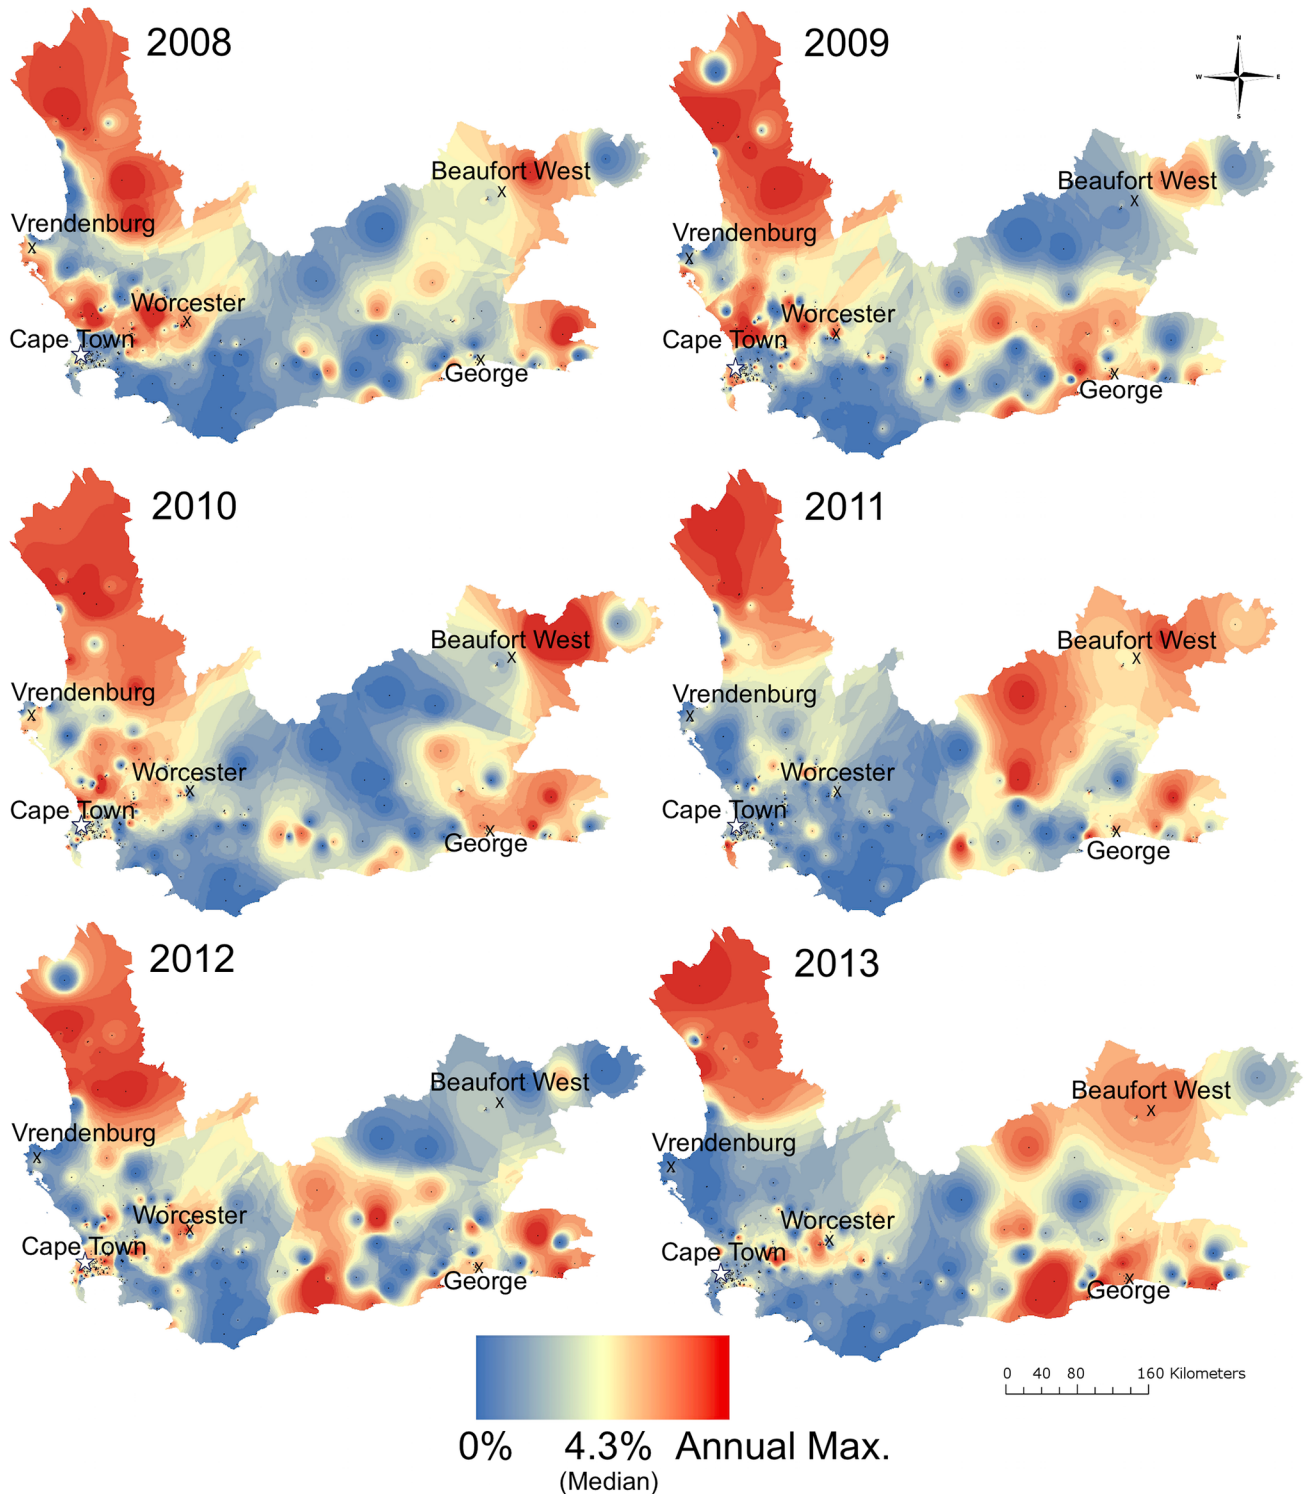 2008
2009
N
W E
S
Beaufort West
X
Vrendenburg
X
Worcester
X
Cape Town
X
George
Beaufort West
X
Vrendenburg
X
Worcester
X
Cape Town
X
George
2010
2011
Beaufort West
X
Vrendenburg
X
Worcester
X
Cape Town
X
George
Beaufort West
X
Vrendenburg
X
Worcester
X
Cape Town
X
George
2012
2013
Beaufort West
X
Vrendenburg
X
Worcester
X
Cape Town
X
George
Beaufort West
X
Vrendenburg
X
Worcester
X
Cape Town
X
George
0 40 80 160 Kilometers
0% 4.3% Annual Max.
(Median)